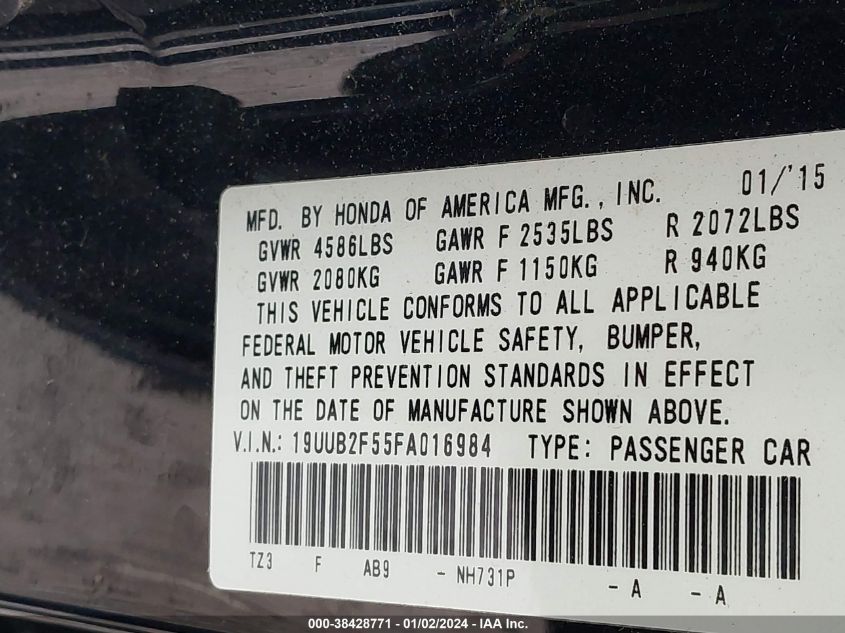 MFD. BY HONDA OF AMERICA MFG., INC. 01/'15
GVWR 4586LBS GAWR F 2535LBS R 2072LBS
GVWR 2080KG GAWR F 1150KG R 940KG
THIS VEHICLE CONFORMS TO ALL APPLICABLE
FEDERAL MOTOR VEHICLE SAFETY, BUMPER,
AND THEFT PREVENTION STANDARDS IN EFFECT
ON THE DATE OF MANUFACTURE SHOWN ABOVE.
V.I.N.: 19UUB2F55FA016984 TYPE: PASSENGER CAR
TZ3 F AB9 - NH731P - A - A
000-38428771 - 01/02/2024 - IAA Inc.